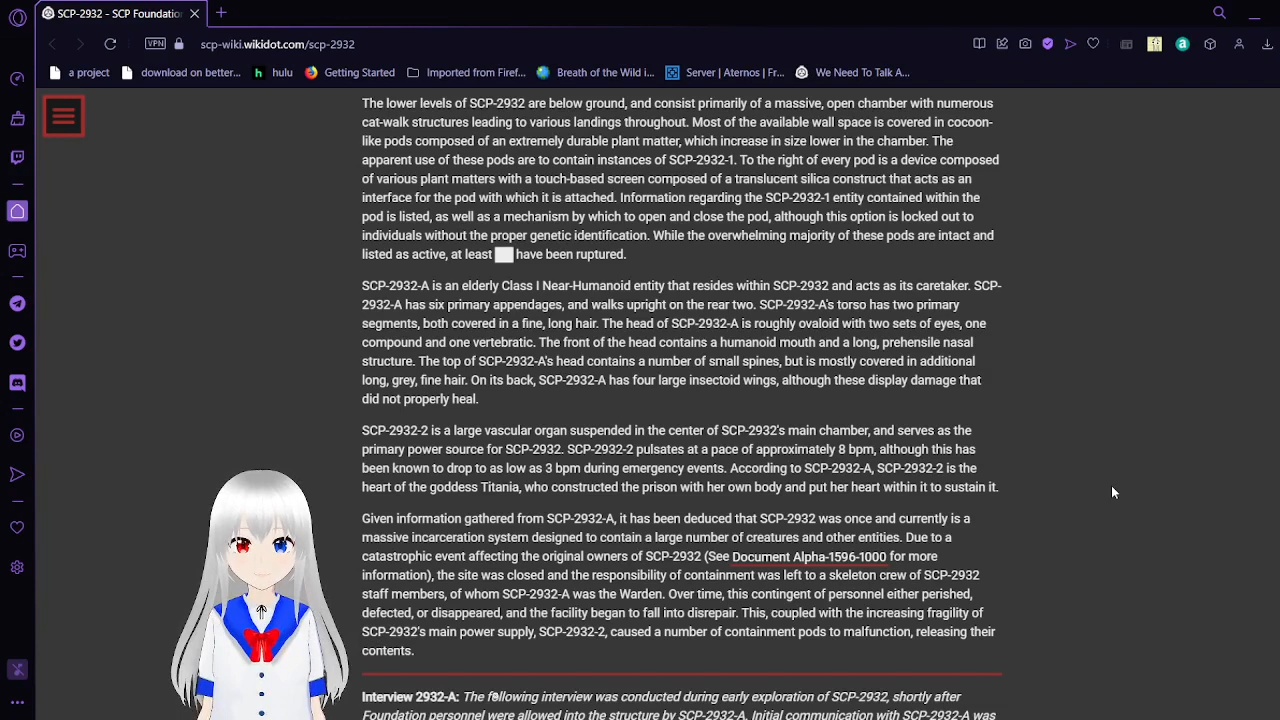 SCP-2932 - SCP Foundation
VPN
scp-wiki.wikidot.com/scp-2932
a project
download on better...
h hulu
Getting Started
Imported from Firef...
Breath of the Wild i...
Server | Aternos | Fr...
We Need To Talk A...
The lower levels of SCP-2932 are below ground, and consist primarily of a massive, open chamber with numerous
cat-walk structures leading to various landings throughout. Most of the available wall space is covered in cocoon-
like pods composed of an extremely durable plant matter, which increase in size lower in the chamber. The
apparent use of these pods are to contain instances of SCP-2932-1. To the right of every pod is a device composed
of various plant matters with a touch-based screen composed of a translucent silica construct that acts as an
interface for the pod with which it is attached. Information regarding the SCP-2932-1 entity contained within the
pod is listed, as well as a mechanism by which to open and close the pod, although this option is locked out to
individuals without the proper genetic identification. While the overwhelming majority of these pods are intact and
listed as active, at least have been ruptured.
SCP-2932-A is an elderly Class I Near-Humanoid entity that resides within SCP-2932 and acts as its caretaker. SCP-
2932-A has six primary appendages, and walks upright on the rear two. SCP-2932-A's torso has two primary
segments, both covered in a fine, long hair. The head of SCP-2932-A is roughly ovaloid with two sets of eyes, one
compound and one vertebratic. The front of the head contains a humanoid mouth and a long, prehensile nasal
structure. The top of SCP-2932-A's head contains a number of small spines, but is mostly covered in additional
long, grey, fine hair. On its back, SCP-2932-A has four large insectoid wings, although these display damage that
did not properly heal.
SCP-2932-2 is a large vascular organ suspended in the center of SCP-2932's main chamber, and serves as the
primary power source for SCP-2932. SCP-2932-2 pulsates at a pace of approximately 8 bpm, although this has
been known to drop to as low as 3 bpm during emergency events. According to SCP-2932-A, SCP-2932-2 is the
heart of the goddess Titania, who constructed the prison with her own body and put her heart within it to sustain it.
Given information gathered from SCP-2932-A, it has been deduced that SCP-2932 was once and currently is a
massive incarceration system designed to contain a large number of creatures and other entities. Due to a
catastrophic event affecting the original owners of SCP-2932 (See Document Alpha-1596-1000 for more
information), the site was closed and the responsibility of containment was left to a skeleton crew of SCP-2932
staff members, of whom SCP-2932-A was the Warden. Over time, this contingent of personnel either perished,
defected, or disappeared, and the facility began to fall into disrepair. This, coupled with the increasing fragility of
SCP-2932's main power supply, SCP-2932-2, caused a number of containment pods to malfunction, releasing their
contents.
Interview 2932-A: The following interview was conducted during early exploration of SCP-2932, shortly after
Foundation personnel were allowed into the structure by SCP-2932-A. Initial communication with SCP-2932-A was